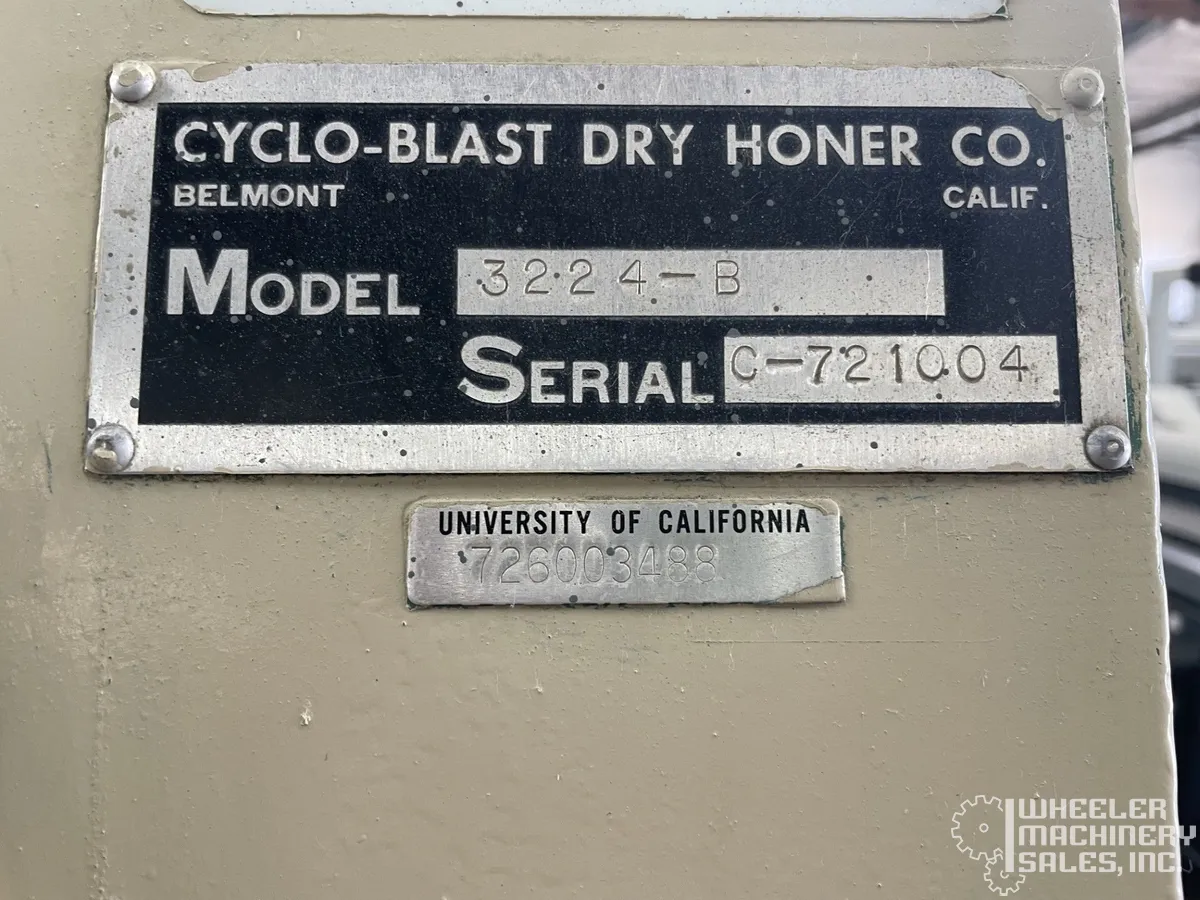 CYCLO-BLAST DRY HONER CO.
BELMONT CALIF.
MODEL 3224-B
SERIAL C-721004
UNIVERSITY OF CALIFORNIA
726003488
WHEELER
MACHINERY
SALES, INC.